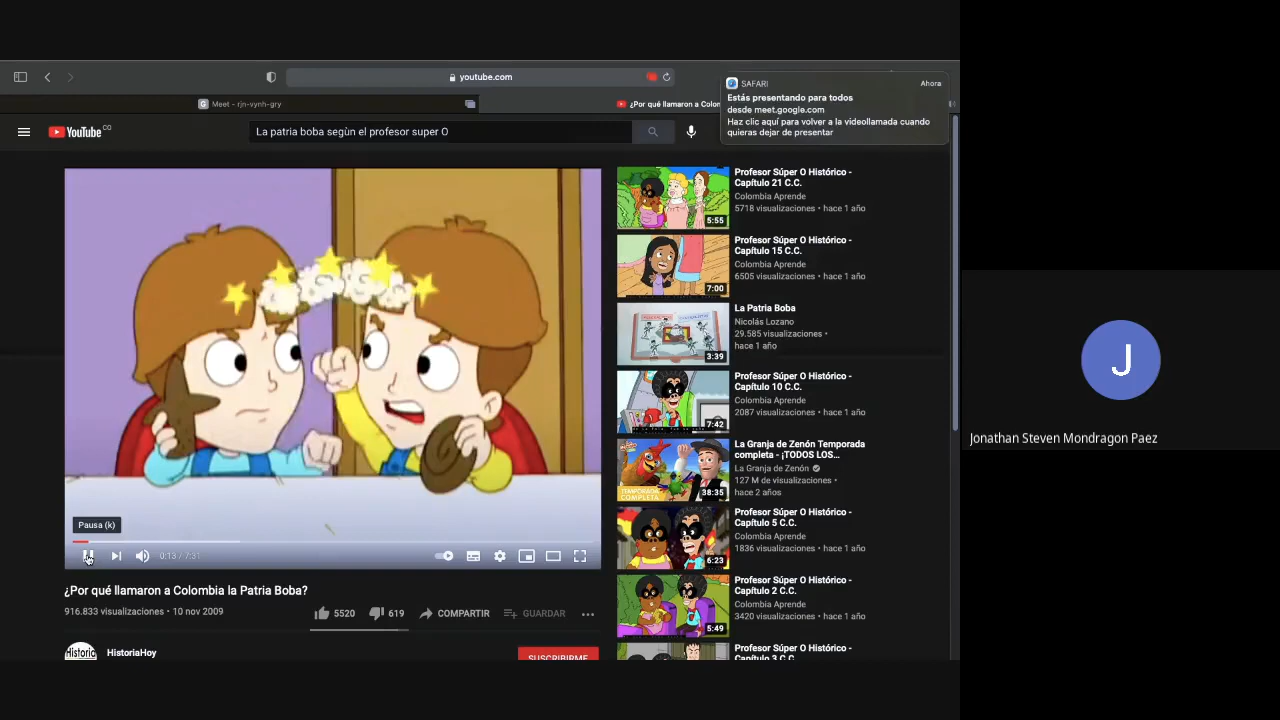 youtube.com
SAFARI
Ahora
Estás presentando para todos
desde meet.google.com
Haz clic aquí para volver a la videollamada cuando
quieras dejar de presentar
G Meet - rjn-vynh-gry
¿Por qué llamaron a Colom
YouTube CO
La patria boba segùn el profesor super O
Pausa (k)
0:13 / 7:31
¿Por qué llamaron a Colombia la Patria Boba?
916.833 visualizaciones • 10 nov 2009
5520
619
COMPARTIR
GUARDAR
Historia
HistoriaHoy
SUSCRIBIRME
5:55
Profesor Súper O Histórico -
Capítulo 21 C.C.
Colombia Aprende
5718 visualizaciones • hace 1 año
7:00
Profesor Súper O Histórico -
Capítulo 15 C.C.
Colombia Aprende
6505 visualizaciones • hace 1 año
3:39
La Patria Boba
Nicolás Lozano
29.585 visualizaciones •
hace 1 año
7:42
Profesor Súper O Histórico -
Capítulo 10 C.C.
Colombia Aprende
2087 visualizaciones • hace 1 año
TEMPORADA
COMPLETA
38:35
La Granja de Zenón Temporada
completa - ¡TODOS LOS...
La Granja de Zenón
127 M de visualizaciones •
hace 2 años
6:23
Profesor Súper O Histórico -
Capítulo 5 C.C.
Colombia Aprende
1836 visualizaciones • hace 1 año
5:49
Profesor Súper O Histórico -
Capítulo 2 C.C.
Colombia Aprende
3420 visualizaciones • hace 1 año
Profesor Súper O Histórico -
Capítulo 3 C.C.
J
Jonathan Steven Mondragon Paez